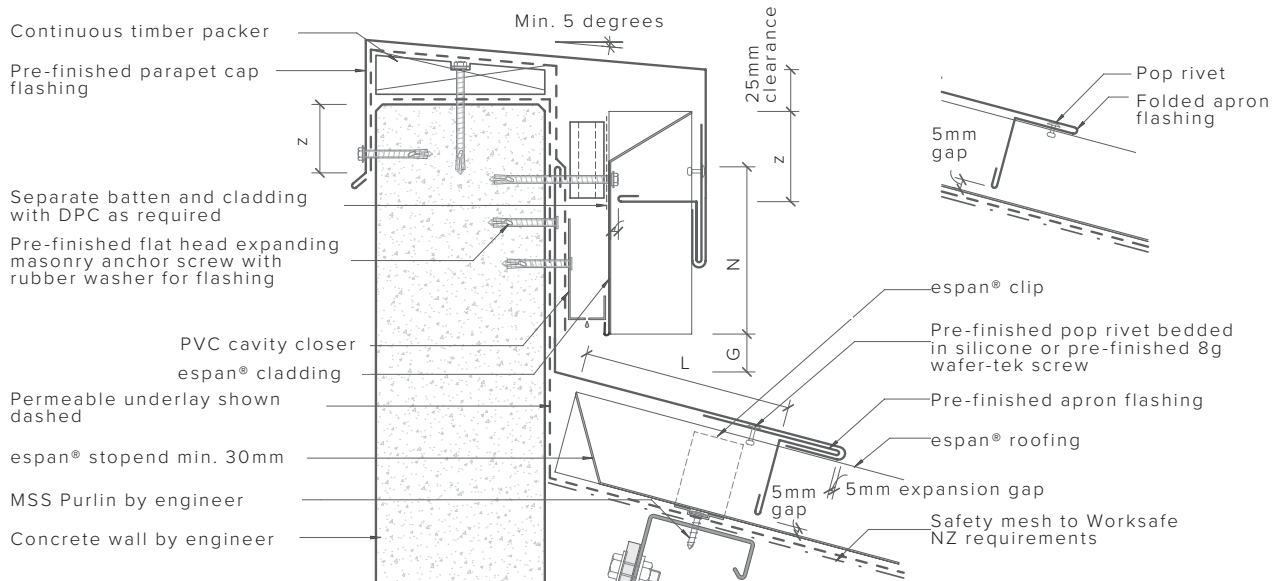 Continuous timber packer
Pre-finished parapet cap
flashing
Z
Separate batten and cladding
with DPC as required
Pre-finished flat head expanding
masonry anchor screw with
rubber washer for flashing
PVC cavity closer
espan® cladding
Permeable underlay shown
dashed
espan® stopend min. 30mm
MSS Purlin by engineer
Concrete wall by engineer
Min. 5 degrees
25mm
clearance
Z
N
G
L
5mm
gap
5mm expansion gap
Pop rivet
Folded apron
flashing
5mm
gap
espan® clip
Pre-finished pop rivet bedded
in silicone or pre-finished 8g
wafer-tek screw
Pre-finished apron flashing
espan® roofing
Safety mesh to Worksafe
NZ requirements